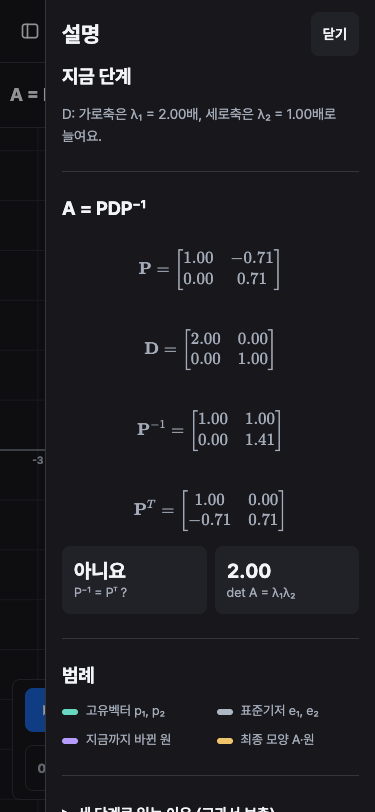 설명
닫기
지금 단계
A =
D: 가로축은 λ₁ = 2.00배, 세로축은 λ₂ = 1.00배로
늘여요.
A = PDP⁻¹
P = [1.00 −0.71
0.00 0.71]
D = [2.00 0.00
0.00 1.00]
P⁻¹ = [1.00 1.00
0.00 1.41]
-3
Pᵀ = [1.00 0.00
−0.71 0.71]
아니요
P⁻¹ = Pᵀ ?
2.00
det A = λ₁λ₂
범례
고유벡터 p₁, p₂
표준기저 e₁, e₂
지금까지 바뀐 원
최종 모양 A·원